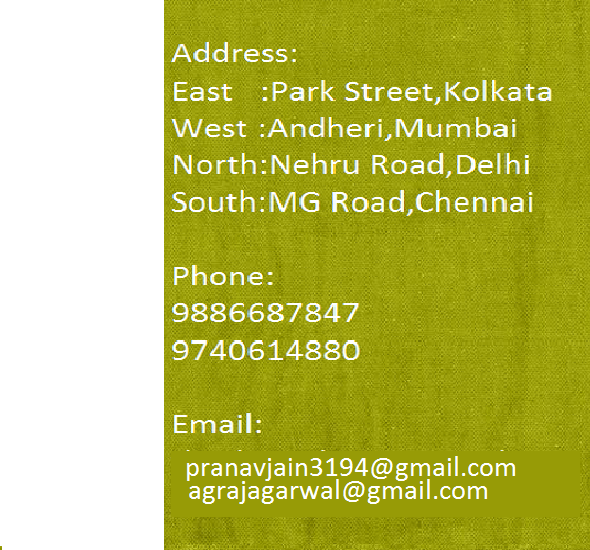 Address:
East :Park Street,Kolkata
West :Andheri,Mumbai
North:Nehru Road,Delhi
South:MG Road,Chennai
Phone:
9886687847
9740614880
Email:
pranavjain3194@gmail.com
agrajagarwal@gmail.com